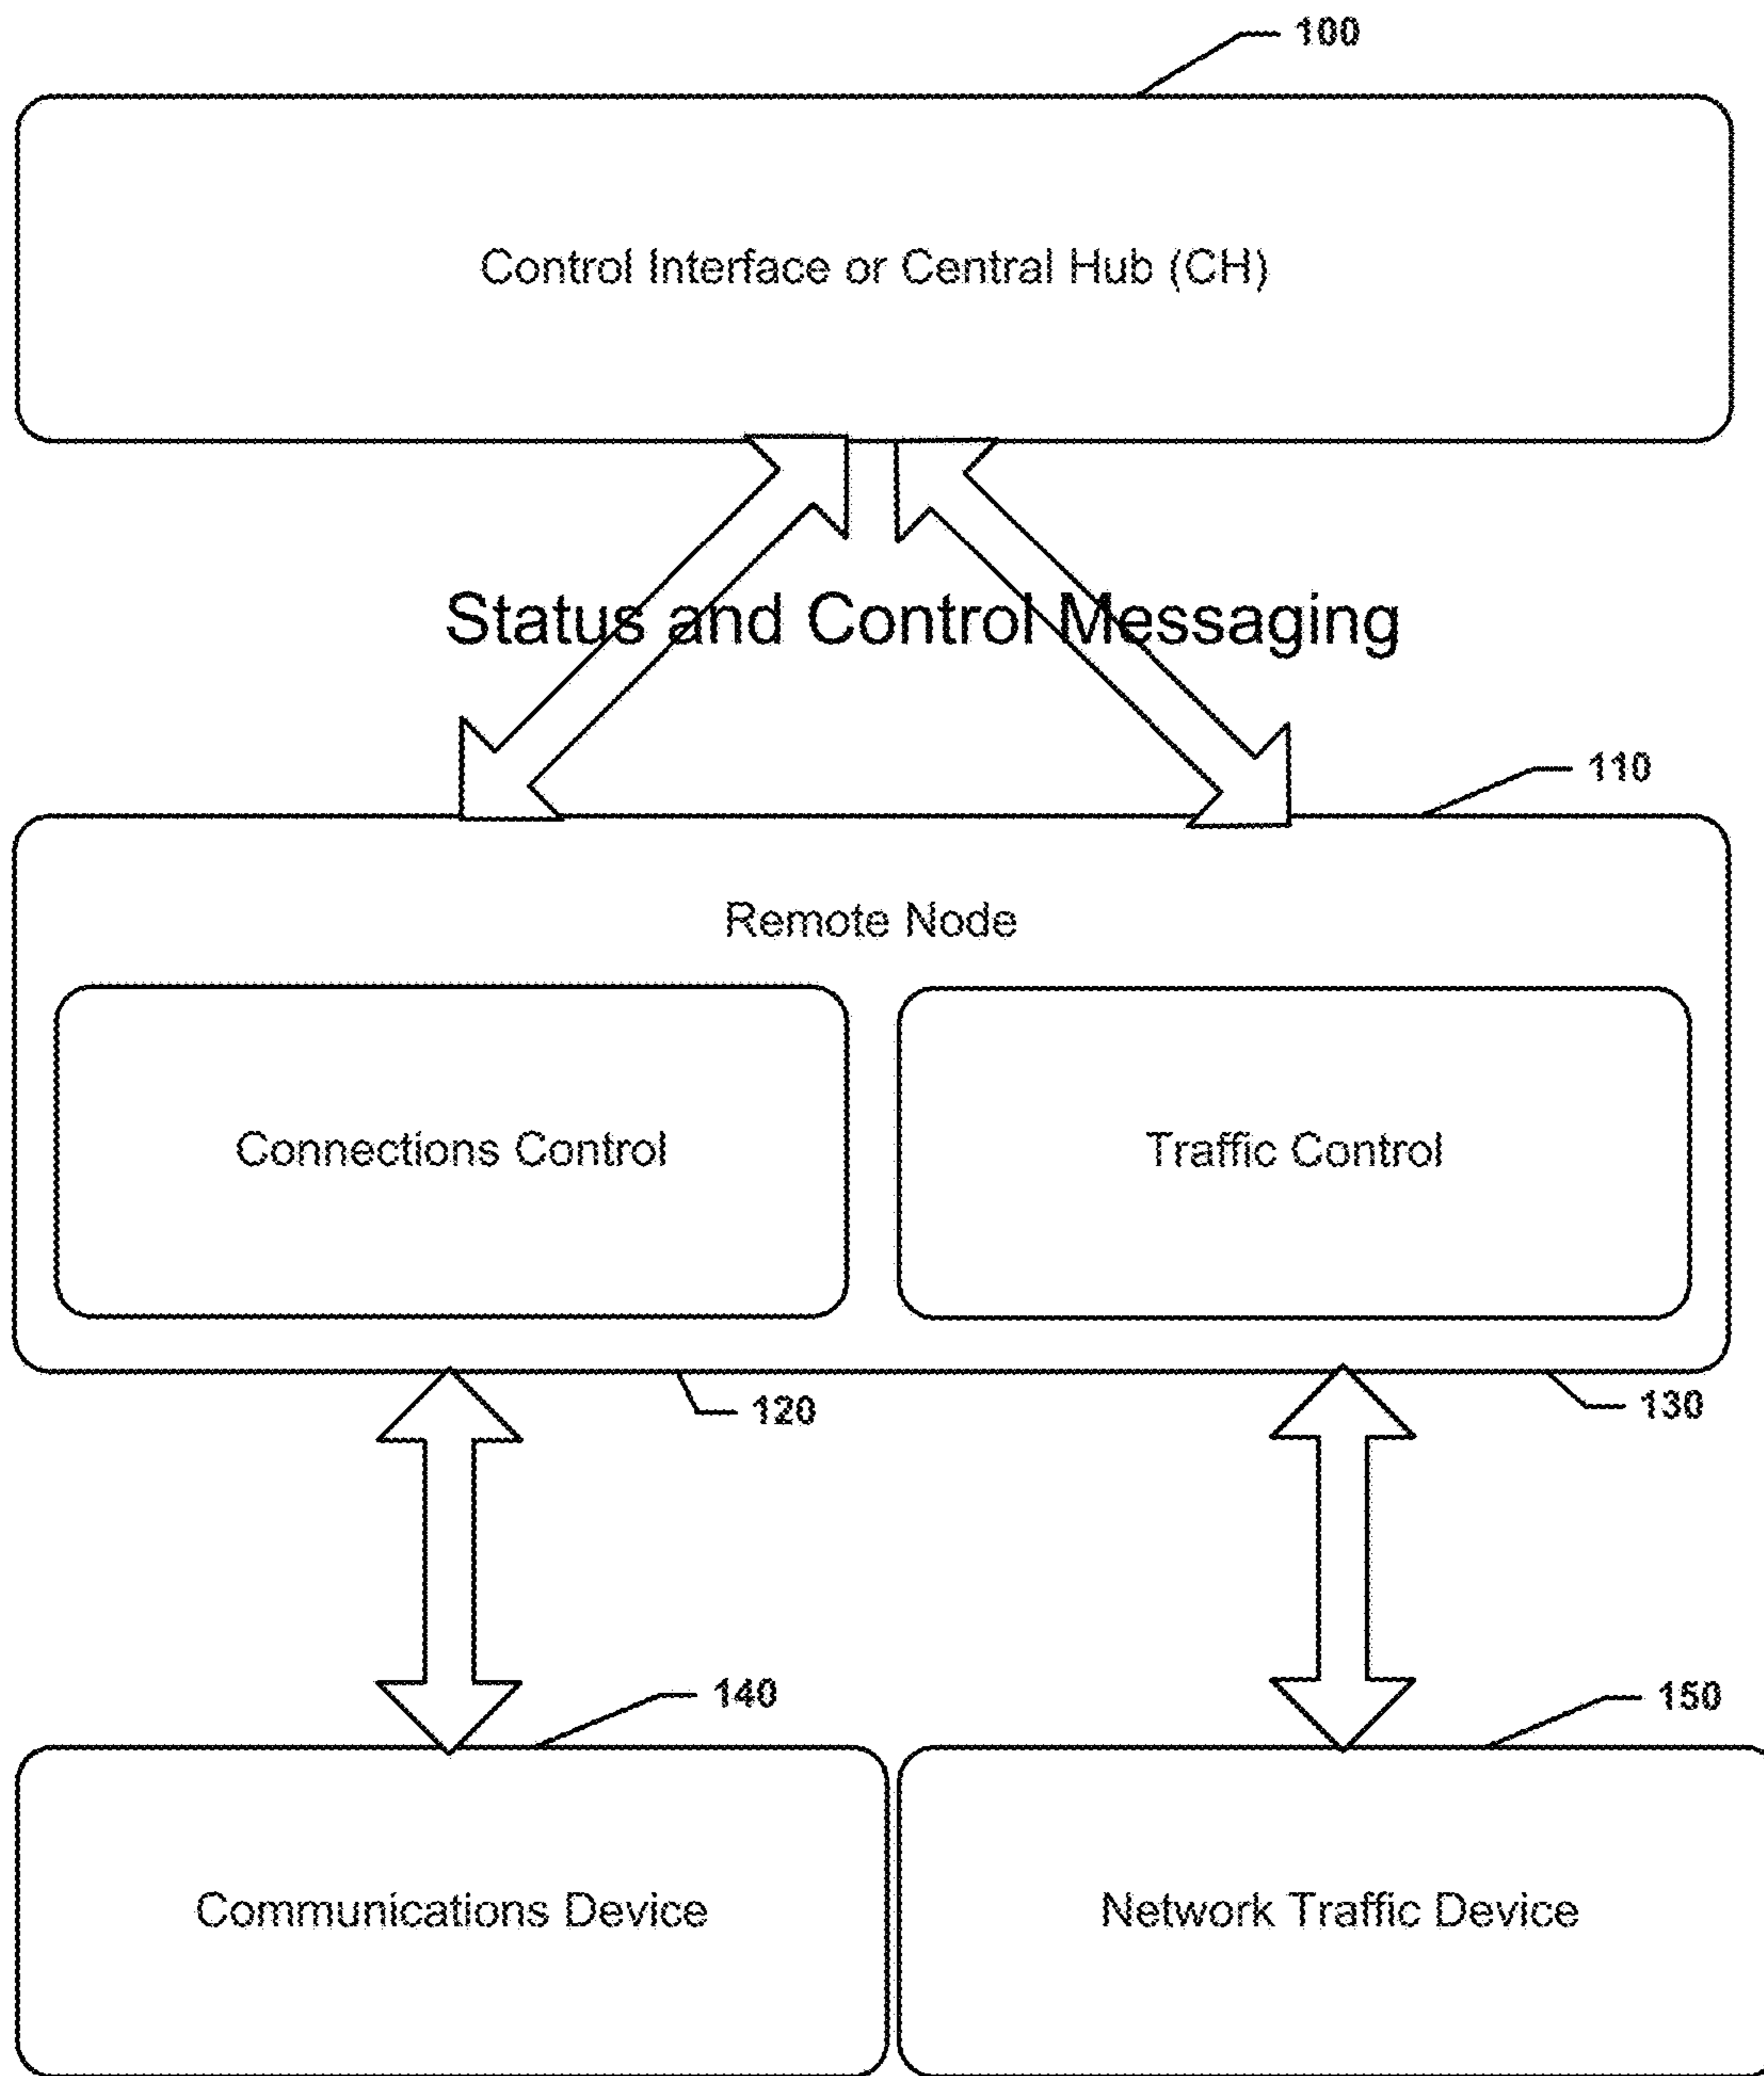 100
Control Interface or Central Hub (CH)
Status and Control Messaging
110
Remote Node
Connections Control
Traffic Control
120
130
140
150
Communications Device
Network Traffic Device